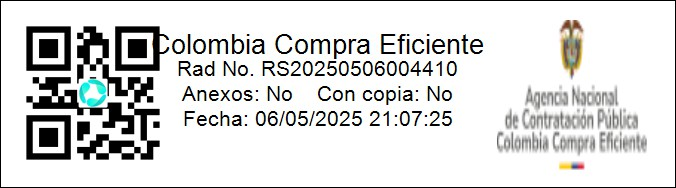 Colombia Compra Eficiente
Rad No. RS20250506004410
Anexos: No    Con copia: No
Fecha: 06/05/2025 21:07:25
Agencia Nacional
de Contratación Pública
Colombia Compra Eficiente